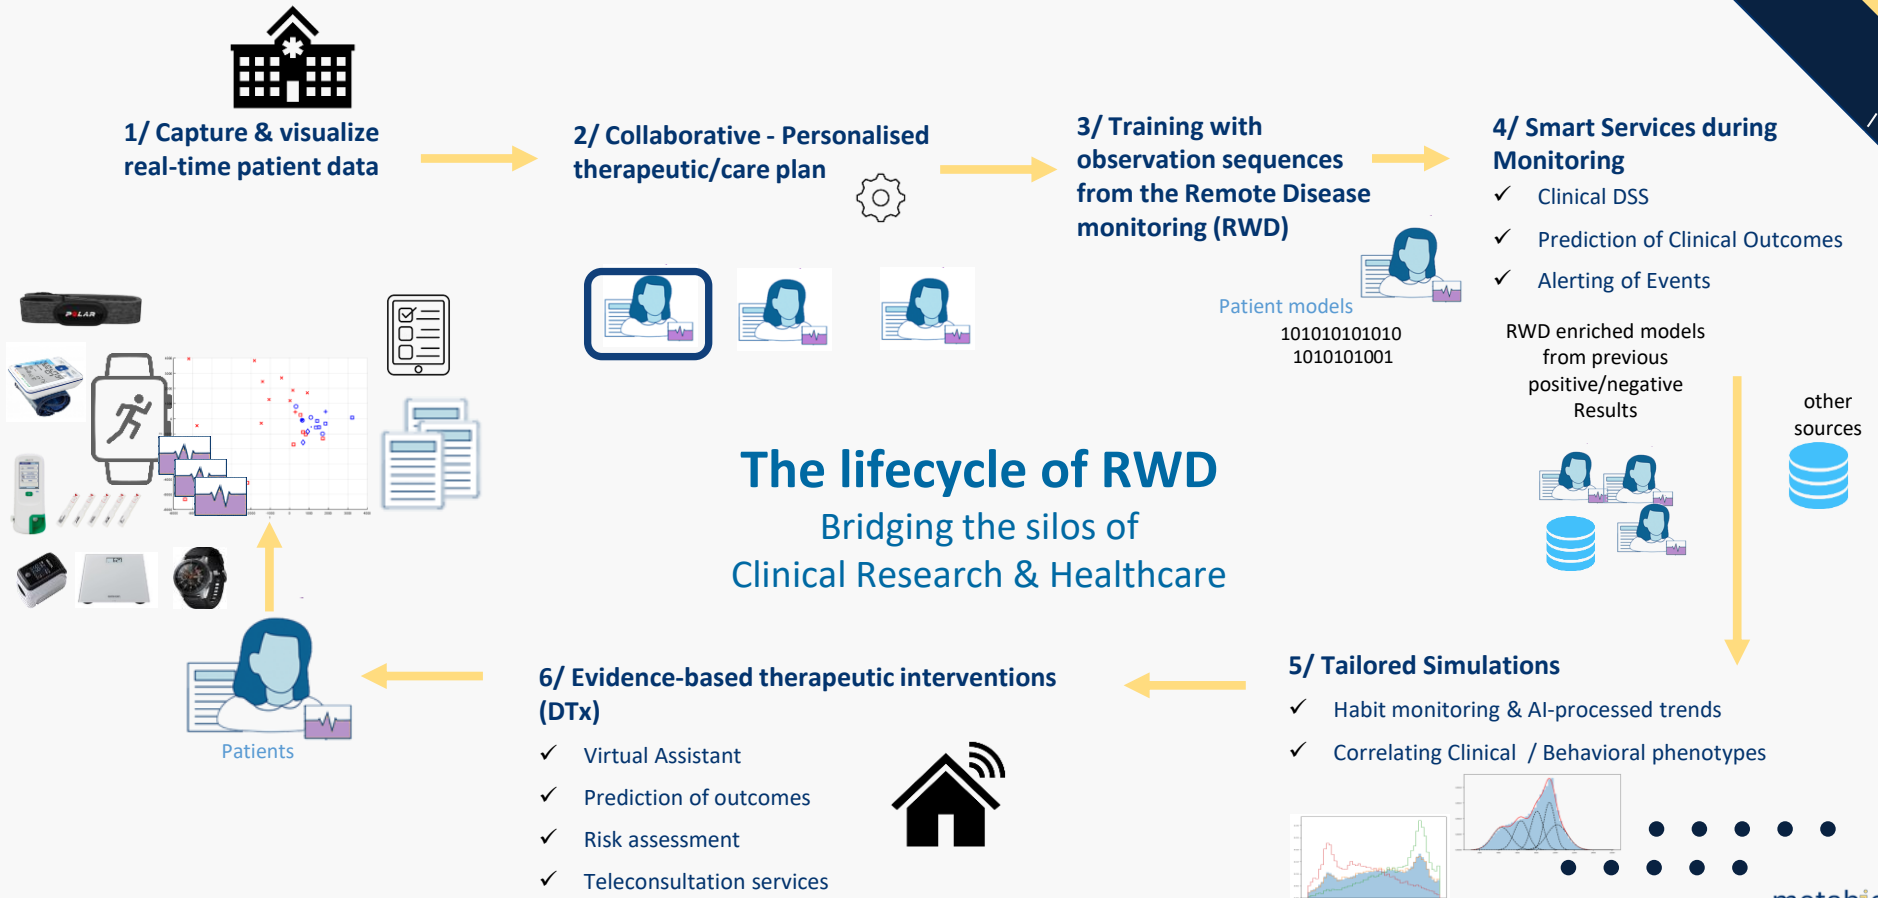 1/ Capture & visualize
real-time patient data
2/ Collaborative - Personalised
therapeutic/care plan
3/ Training with
observation sequences
from the Remote Disease
monitoring (RWD)
Patient models
101010101010
1010101001
4/ Smart Services during
Monitoring
✓ Clinical DSS
✓ Prediction of Clinical Outcomes
✓ Alerting of Events
RWD enriched models
from previous
positive/negative
Results
other
sources
POLAR
The lifecycle of RWD
Bridging the silos of
Clinical Research & Healthcare
5/ Tailored Simulations
✓ Habit monitoring & AI-processed trends
✓ Correlating Clinical / Behavioral phenotypes
6/ Evidence-based therapeutic interventions
(DTx)
✓ Virtual Assistant
✓ Prediction of outcomes
✓ Risk assessment
✓ Teleconsultation services
Patients